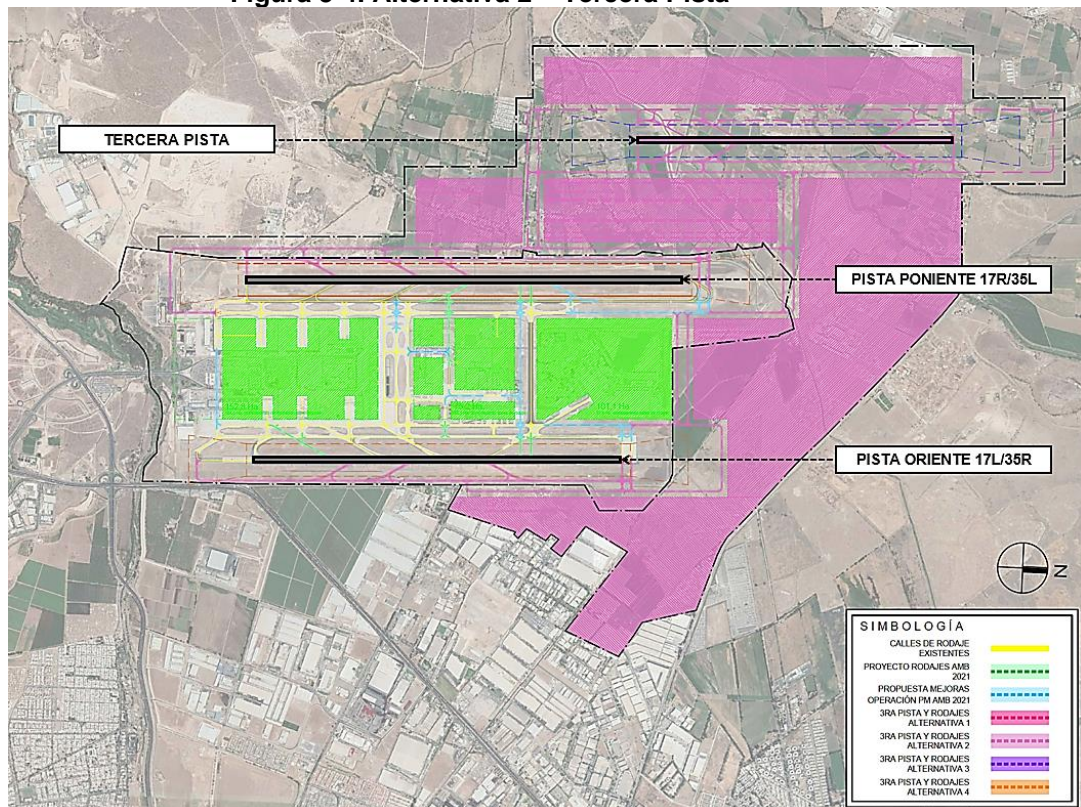 Figura 3-4. Alternativa 2 – Tercera Pista
TERCERA PISTA
PISTA PONIENTE 17R/35L
PISTA ORIENTE 17L/35R
N
SIMBOLOGÍA
CALLES DE RODAJE
EXISTENTES
PROYECTO RODAJES AMB
2021
PROPUESTA MEJORAS
OPERACIÓN PM AMB 2021
3RA PISTA Y RODAJES
ALTERNATIVA 1
3RA PISTA Y RODAJES
ALTERNATIVA 2
3RA PISTA Y RODAJES
ALTERNATIVA 3
3RA PISTA Y RODAJES
ALTERNATIVA 4